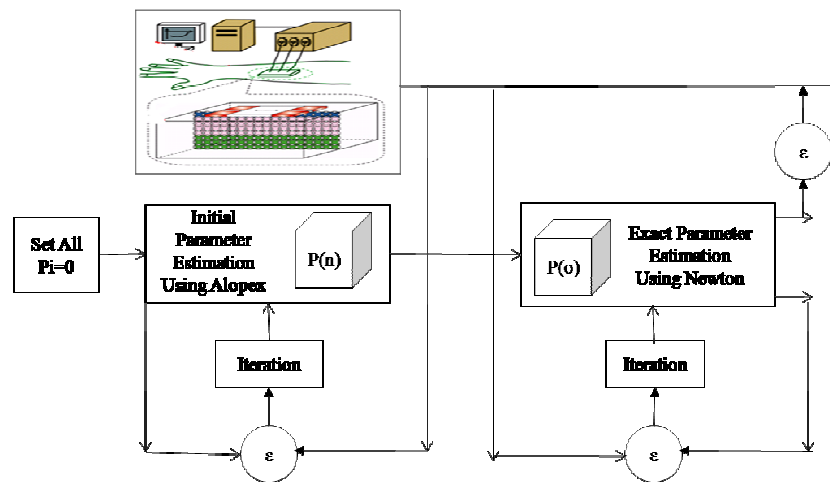 Set All
Pi=0
Initial
Parameter
Estimation
Using Alopex
P(n)
P(o)
Exact Parameter
Estimation
Using Newton
ε
Iteration
Iteration
ε
ε